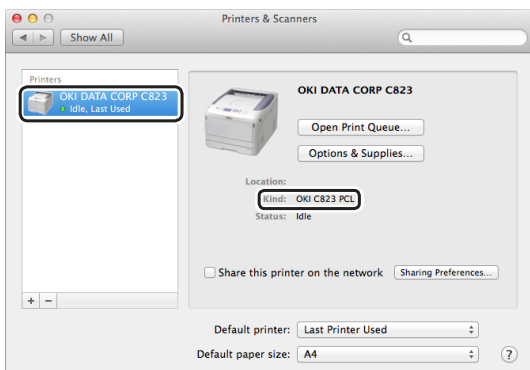 Printers & Scanners
Show All
Printers
OKI DATA CORP C823
Idle, Last Used
OKI DATA CORP C823
Open Print Queue...
Options & Supplies...
Location:
Kind: OKI C823 PCL
Status: Idle
Share this printer on the network Sharing Preferences...
+ −
Default printer: Last Printer Used
Default paper size: A4 ?